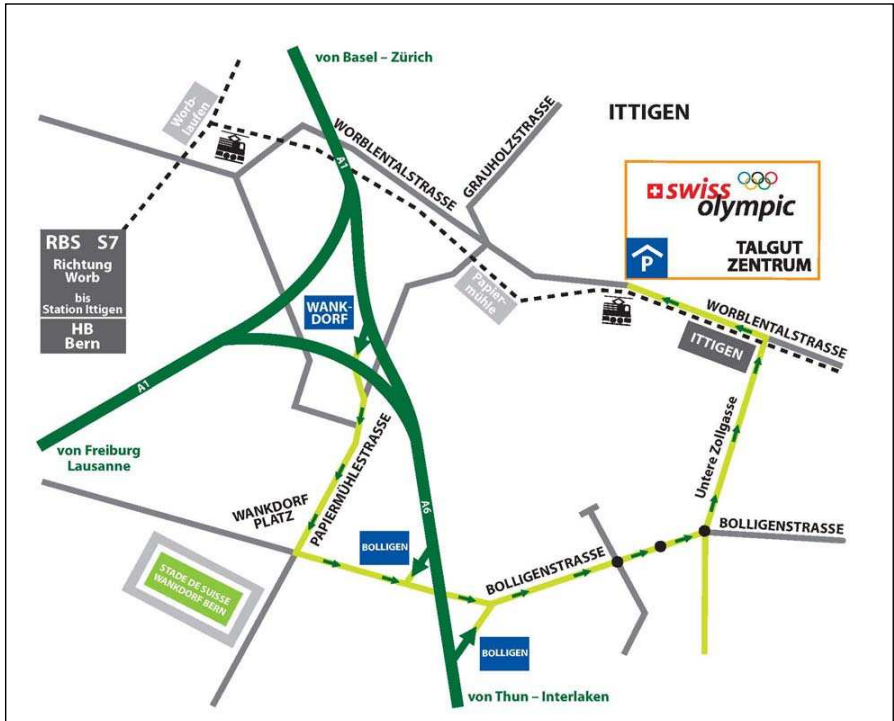 von Basel – Zürich
ITTIGEN
Worb-
laufen
WORBLENTALSTRASSE
GRAUHOLZSTRASSE
A1
swiss
olympic
P
TALGUT
ZENTRUM
RBS S7
Richtung
Worb
bis
Station Ittigen
HB
Bern
Papier-
mühle
WANK-
DORF
WORBLENTALSTRASSE
ITTIGEN
A1
von Freiburg
Lausanne
PAPIERMÜHLESTRASSE
Untere Zollgasse
WANKDORF
PLATZ
A6
BOLLIGEN
BOLLIGENSTRASSE
BOLLIGENSTRASSE
STADE DE SUISSE
WANKDORF BERN
BOLLIGEN
von Thun – Interlaken